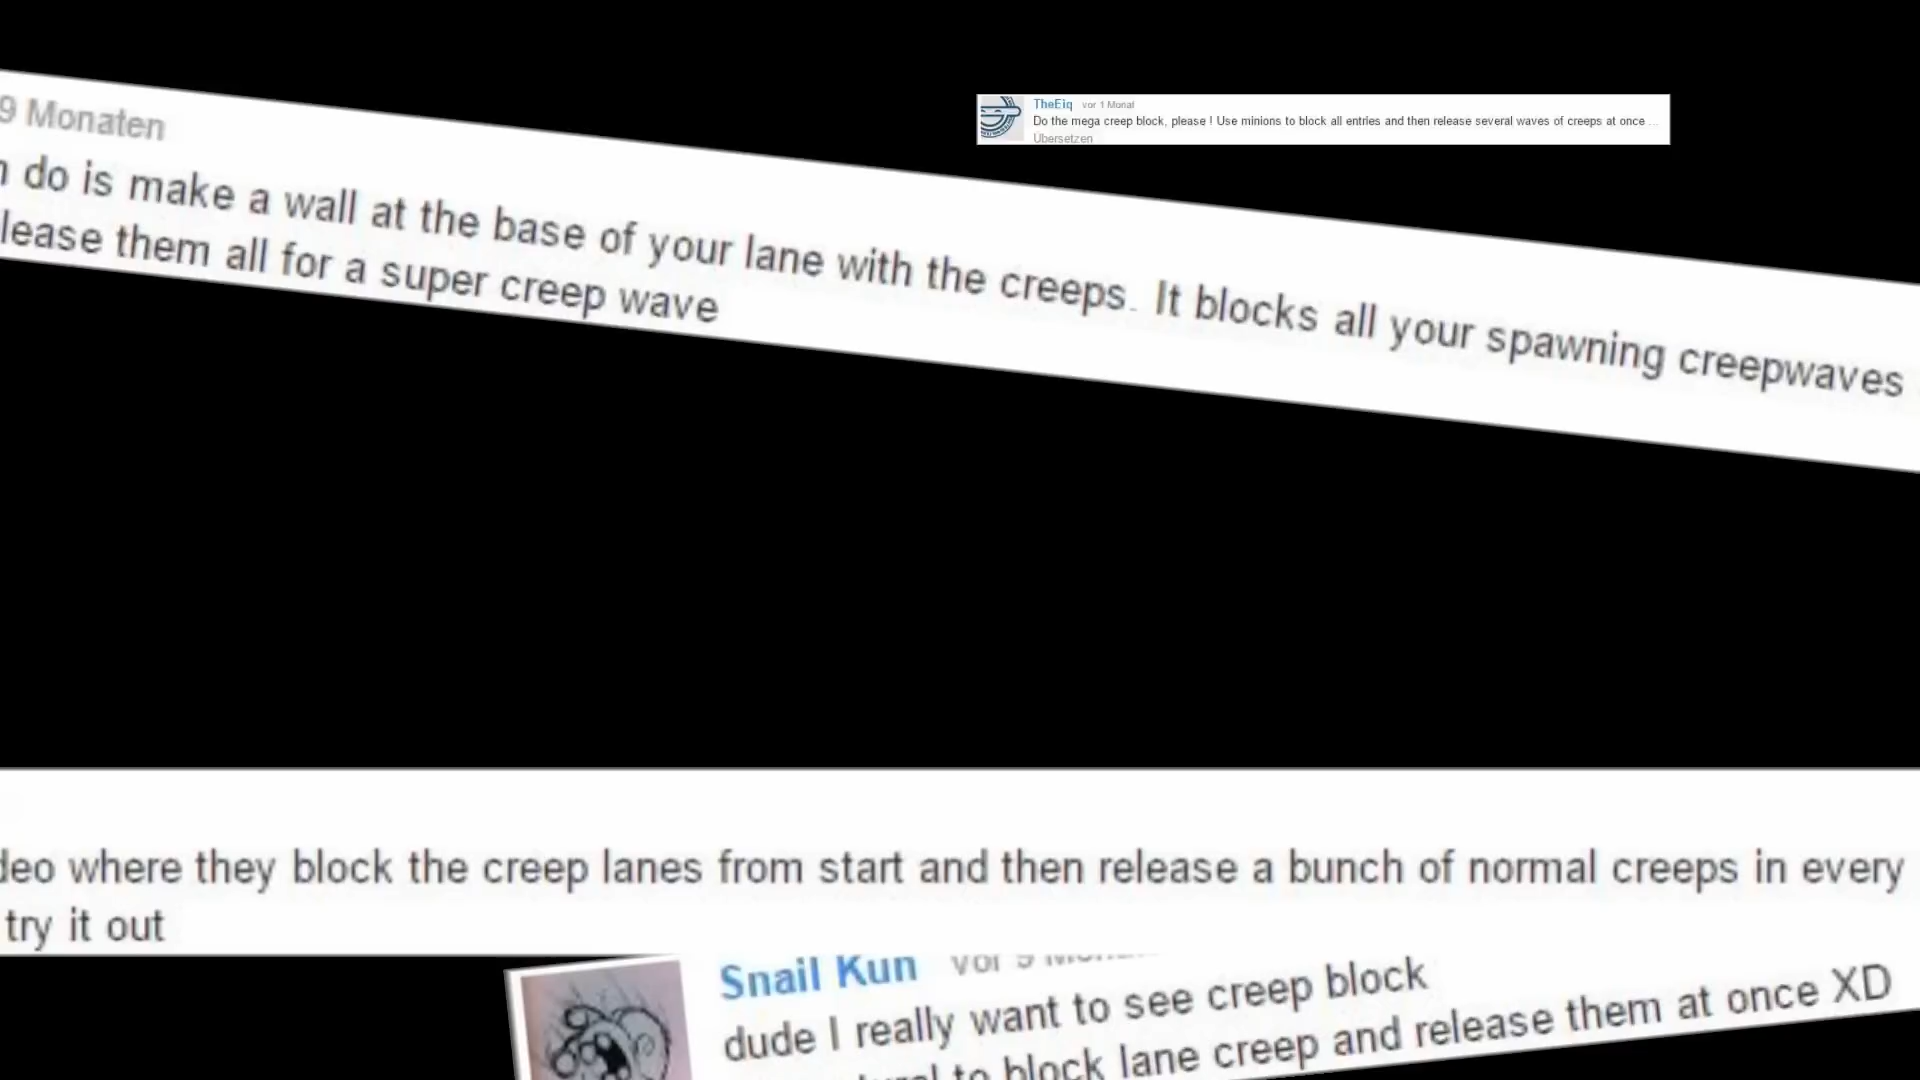 9 Monaten
do is make a wall at the base of your lane with the creeps. It blocks all your spawning creepwaves
lease them all for a super creep wave
TheEiq vor 1 Monat
Do the mega creep block, please ! Use minions to block all entries and then release several waves of creeps at once ...
Übersetzen
deo where they block the creep lanes from start and then release a bunch of normal creeps in every
try it out
Snail Kun vor 9
dude I really want to see creep block
to block lane creep and release them at once XD